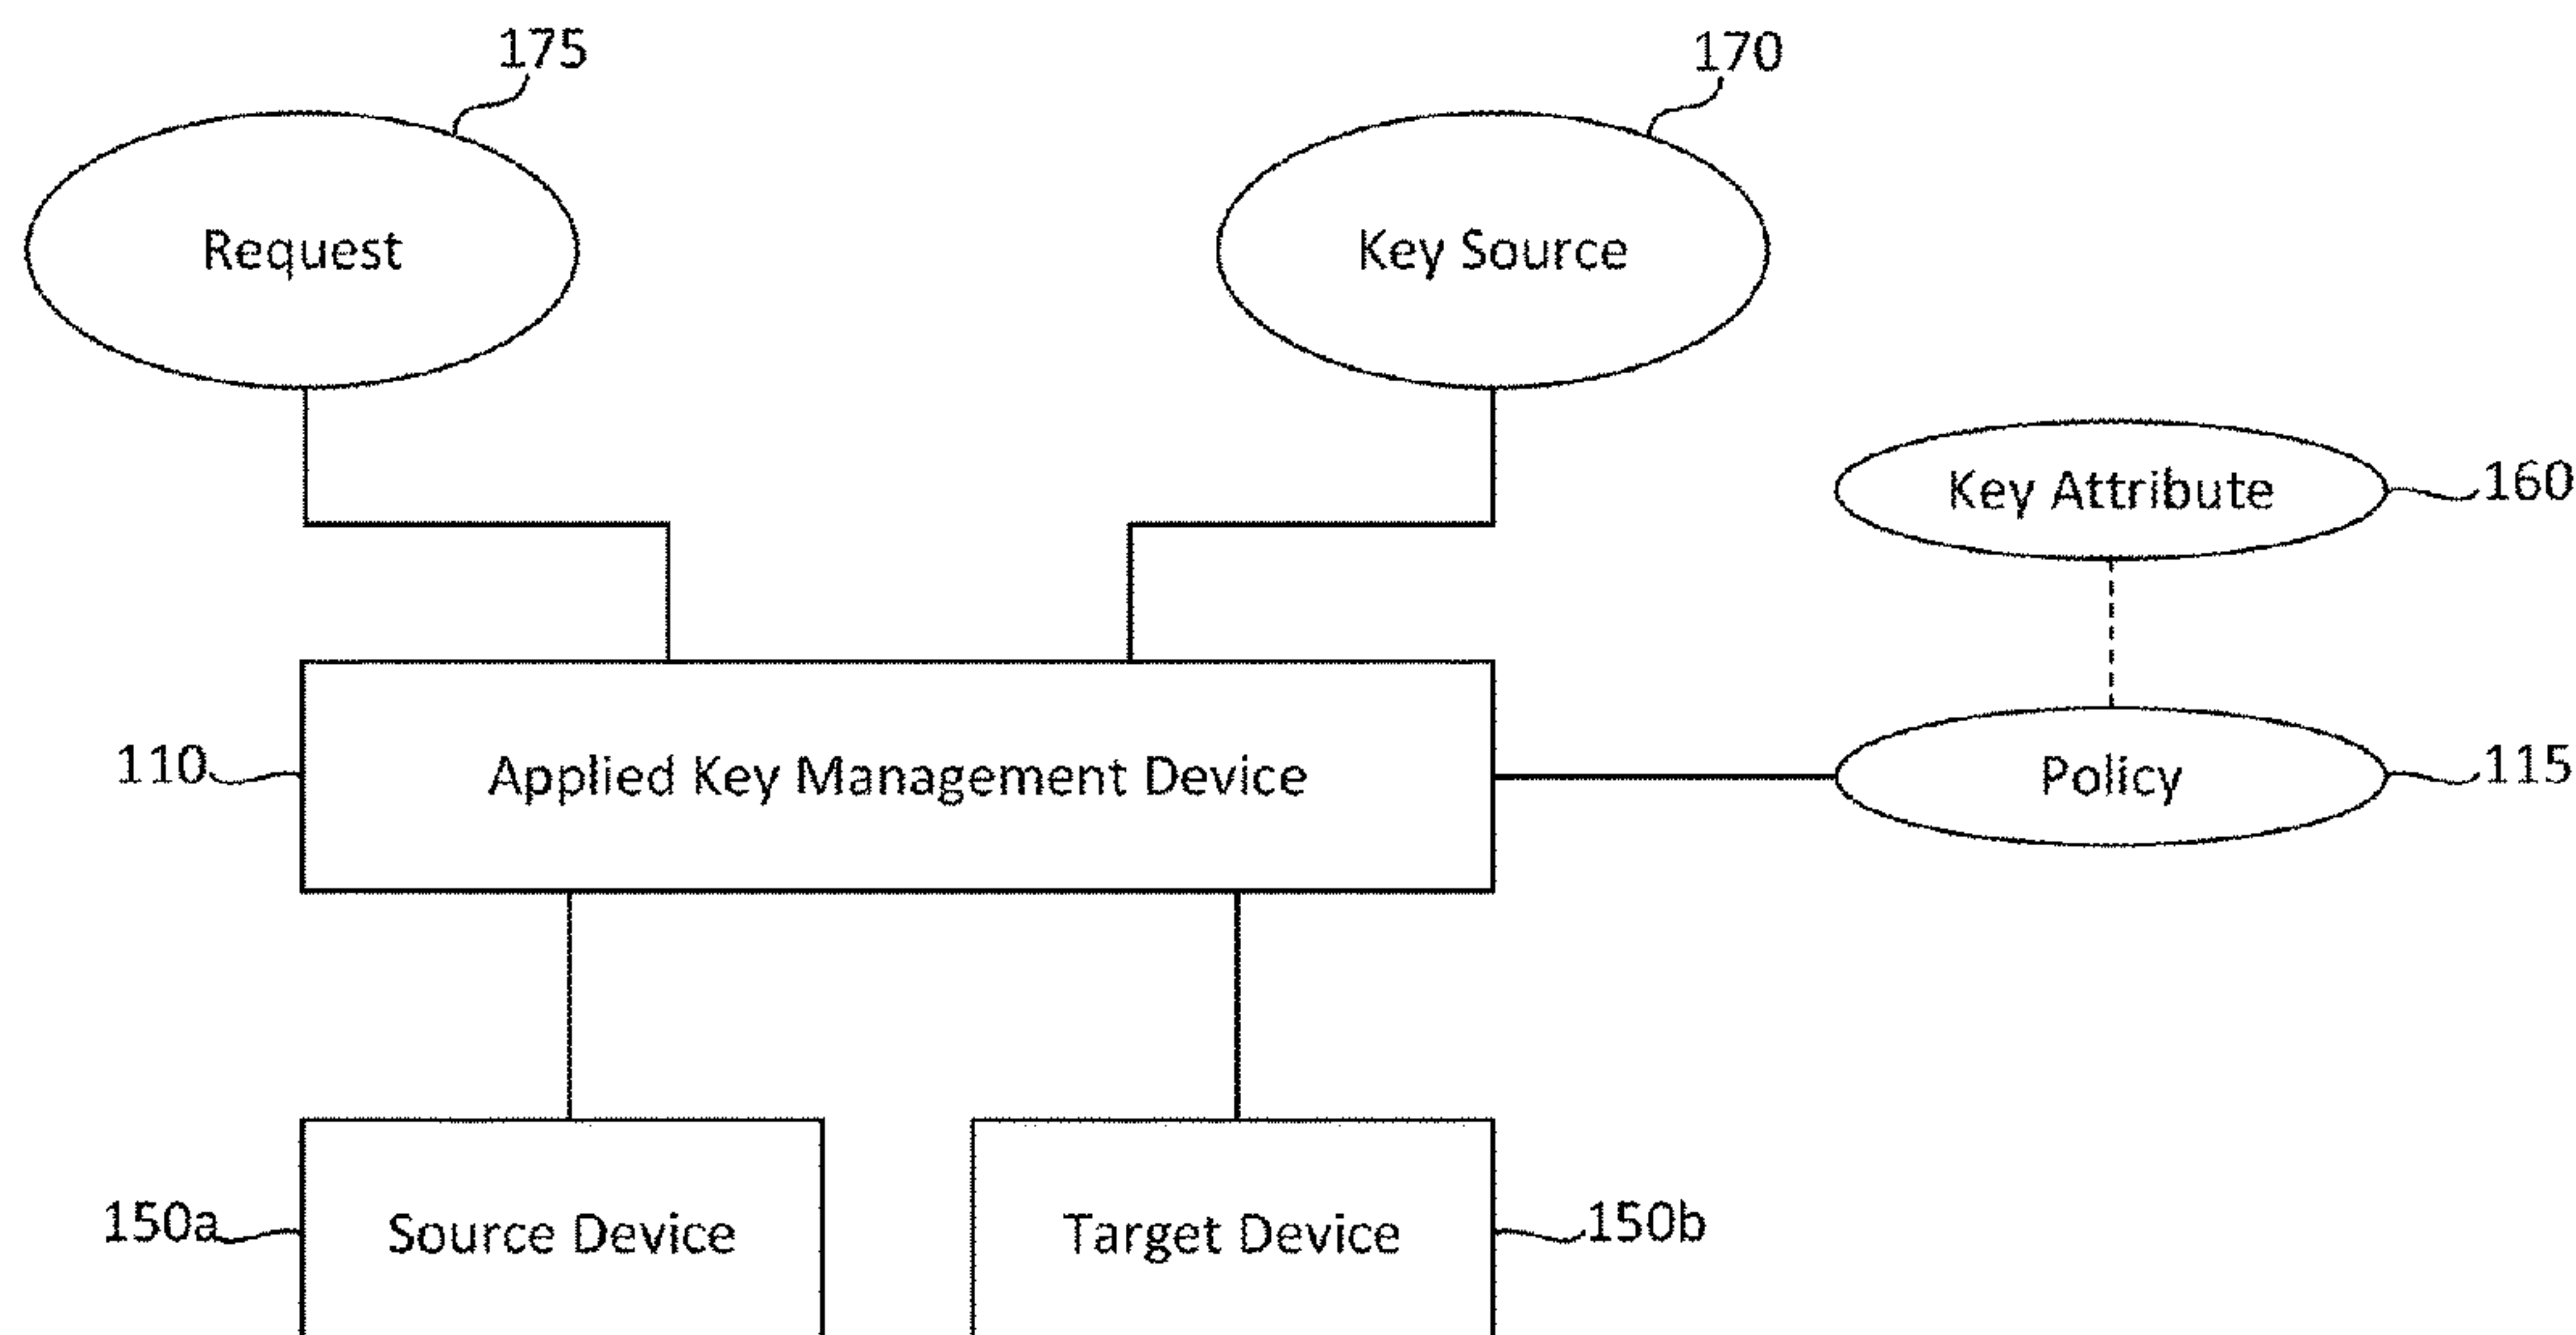 175
170
Request
Key Source
Key Attribute
160
110
Applied Key Management Device
Policy
115
150a
Source Device
Target Device
150b